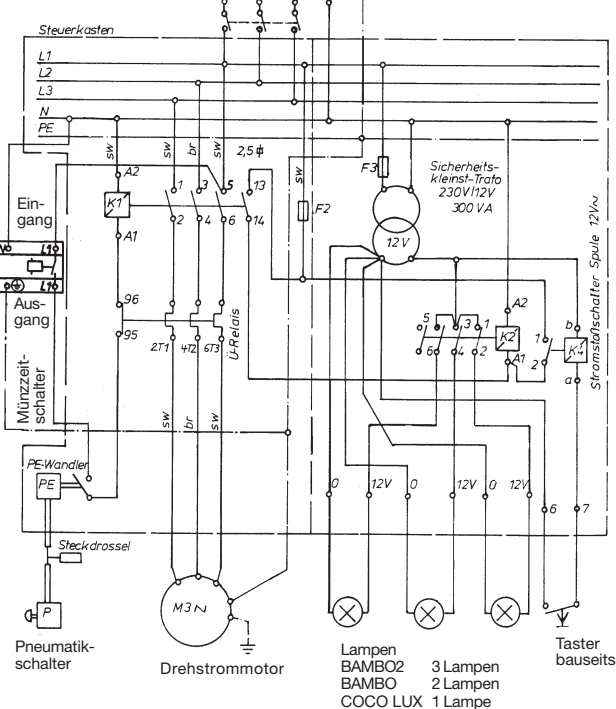 Steuerkasten
L1
L2
L3
N
PE
sw
sw
br
sw
2,5
sw
F3
Sicherheits-
kleinst-Trafo
230V/12V
300 VA
A2
1
3
5
13
K1
F2
2
4
6
14
A1
12V
Ein-
gang
L1
L1
Aus-
gang
Münzzeit-
schalter
96
95
2T1
4T2
6T3
Ü-Relais
5
3
1
6
4
2
A2
K2
A1
1
2
b
K4
a
Stromstoßschalter Spule 12V~
sw
br
sw
PE-Wandler
PE
0
12V
0
12V
0
12V
6
7
Steckdrossel
P
M3~
Pneumatik-
schalter
Drehstrommotor
Lampen
BAMBO2 3 Lampen
BAMBO 2 Lampen
COCO LUX 1 Lampe
Taster
bauseits